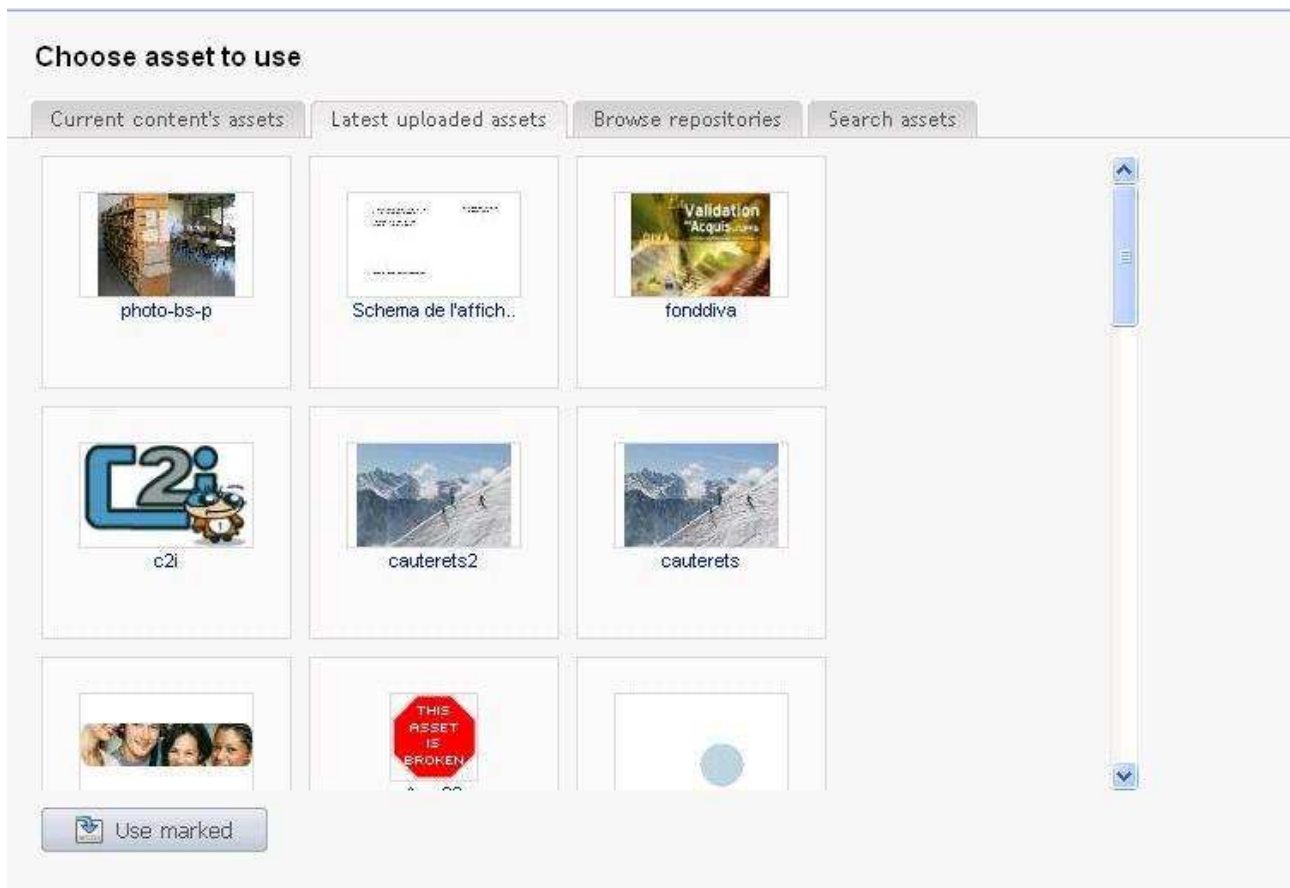 Choose asset to use
Current content's assets
Latest uploaded assets
Browse repositories
Search assets
Validation
Acquis
photo-bs-p
Schema de l'affich..
fonddiva
C2i
c2i
cauterets2
cauterets
THIS
ASSET
IS
BROKEN
Use marked